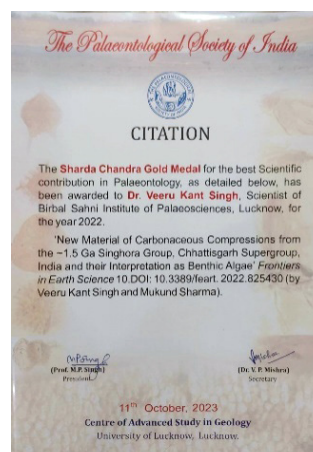 The Palaeontological Society of India
CITATION
The Sharda Chandra Gold Medal for the best Scientific
contribution in Palaeontology, as detailed below, has
been awarded to Dr. Veeru Kant Singh, Scientist of
Birbal Sahni Institute of Palaeosciences, Lucknow, for
the year 2022.
'New Material of Carbonaceous Compressions from
the ~1.5 Ga Singhora Group, Chhattisgarh Supergroup,
India and their Interpretation as Benthic Algae' Frontiers
in Earth Science 10.DOI: 10.3389/feart. 2022.825430 (by
Veeru Kant Singh and Mukund Sharma).
(Prof. M.P. Singh)
President
(Dr. V. P. Mishra)
Secretary
11th October, 2023
Centre of Advanced Study in Geology
University of Lucknow, Lucknow.